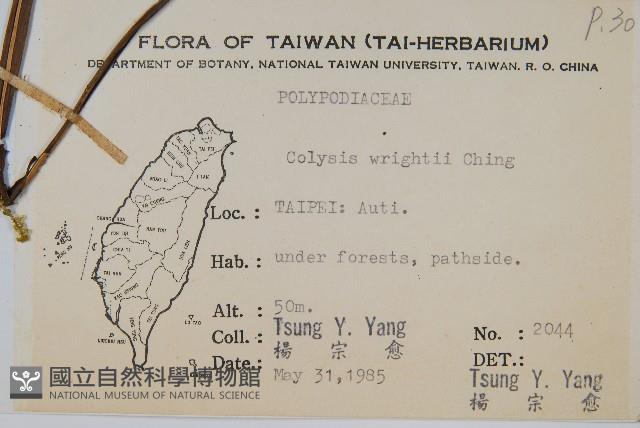 P.30
FLORA OF TAIWAN (TAI-HERBARIUM)
DEPARTMENT OF BOTANY, NATIONAL TAIWAN UNIVERSITY, TAIWAN. R. O. CHINA
POLYPODIACEAE
Colysis wrightii Ching
Loc. : TAIPEI: Auti.
Hab. : under forests, pathside.
Alt. : 50m.
Coll. : Tsung Y. Yang
楊 宗 愈
No. : 2044
Date : May 31,1985
DET.:
Tsung Y. Yang
楊 宗 愈
國立自然科學博物館
NATIONAL MUSEUM OF NATURAL SCIENCE